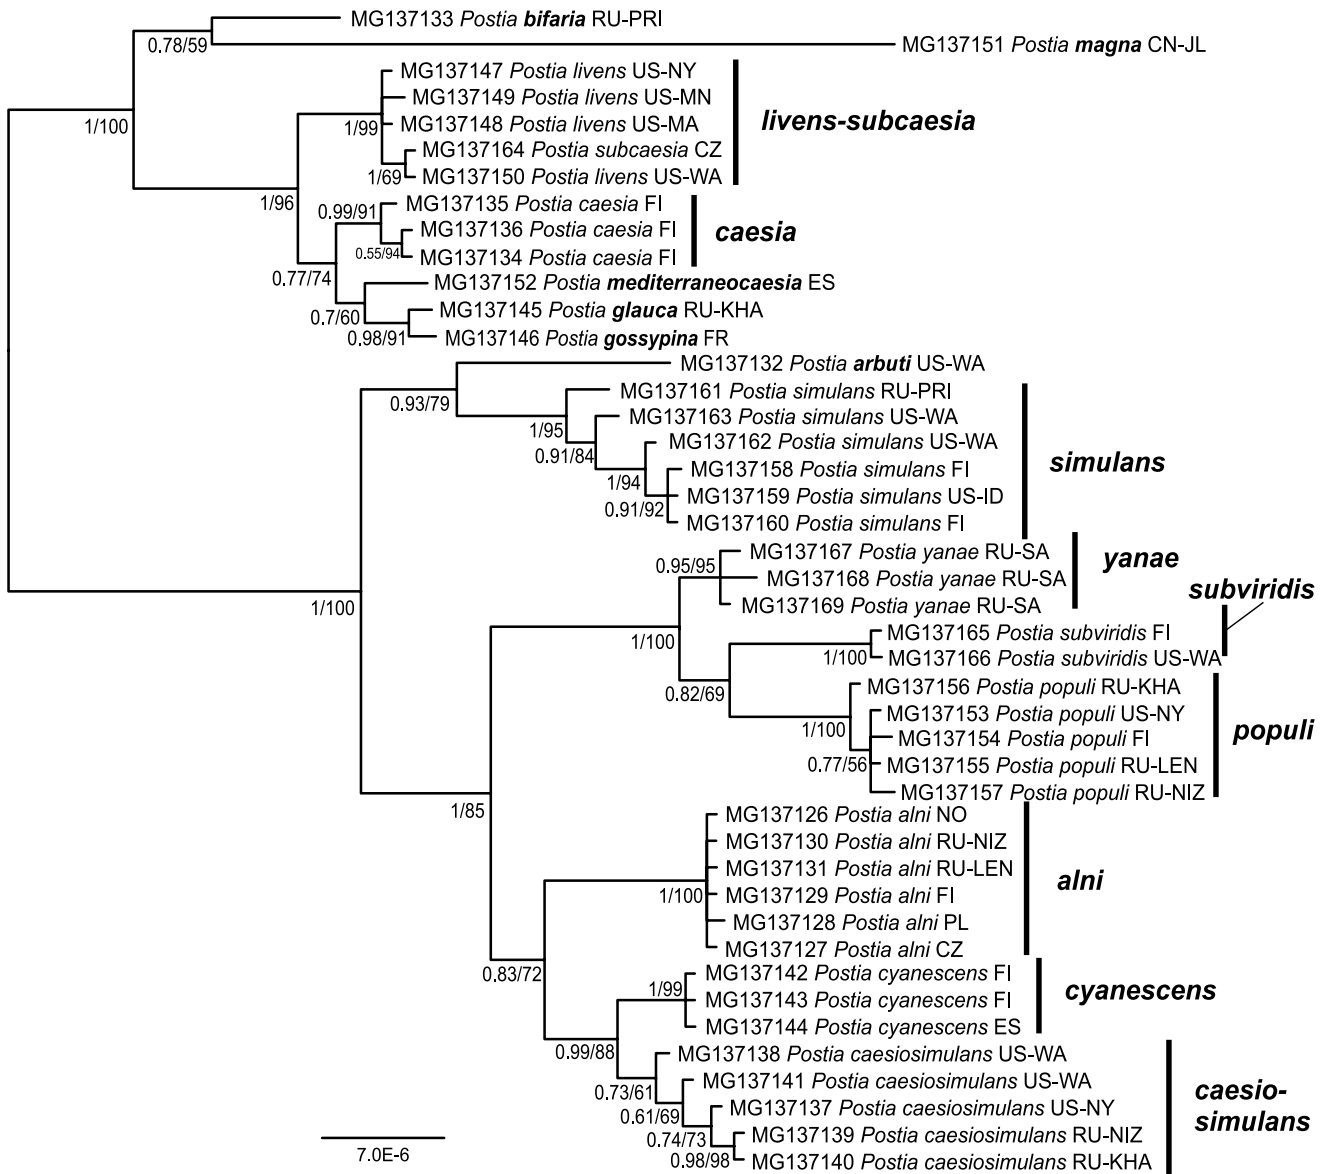 MG137133 Postia bifaria RU-PRI
0.78/59
MG137151 Postia magna CN-JL
MG137147 Postia livens US-NY
MG137149 Postia livens US-MN
1/100
livens-subcaesia
MG137148 Postia livens US-MA
1/99
MG137164 Postia subcaesia CZ
MG137150 Postia livens US-WA
1/69
1/96
MG137135 Postia caesia FI
0.99/91
MG137136 Postia caesia FI
caesia
0.55/94
MG137134 Postia caesia FI
0.77/74
MG137152 Postia mediterraneocaesia ES
MG137145 Postia glauca RU-KHA
0.7/60
MG137146 Postia gossypina FR
0.98/91
MG137132 Postia arbuti US-WA
MG137161 Postia simulans RU-PRI
0.93/79
MG137163 Postia simulans US-WA
1/95
MG137162 Postia simulans US-WA
0.91/84
simulans
MG137158 Postia simulans FI
1/94
MG137159 Postia simulans US-ID
0.91/92
MG137160 Postia simulans FI
MG137167 Postia yanae RU-SA
yanae
0.95/95
MG137168 Postia yanae RU-SA
subviridis
MG137169 Postia yanae RU-SA
1/100
MG137165 Postia subviridis FI
1/100
MG137166 Postia subviridis US-WA
1/100
MG137156 Postia populi RU-KHA
0.82/69
MG137153 Postia populi US-NY
populi
1/100
MG137154 Postia populi FI
MG137155 Postia populi RU-LEN
0.77/56
MG137157 Postia populi RU-NIZ
1/85
MG137126 Postia alni NO
MG137130 Postia alni RU-NIZ
MG137131 Postia alni RU-LEN
alni
1/100
MG137129 Postia alni FI
MG137128 Postia alni PL
MG137127 Postia alni CZ
0.83/72
MG137142 Postia cyanescens FI
1/99
cyanescens
MG137143 Postia cyanescens FI
MG137144 Postia cyanescens ES
0.99/88
MG137138 Postia caesiosimulans US-WA
MG137141 Postia caesiosimulans US-WA
0.73/61
caesio-
simulans
MG137137 Postia caesiosimulans US-NY
0.61/69
MG137139 Postia caesiosimulans RU-NIZ
0.74/73
MG137140 Postia caesiosimulans RU-KHA
0.98/98
7.0E-6